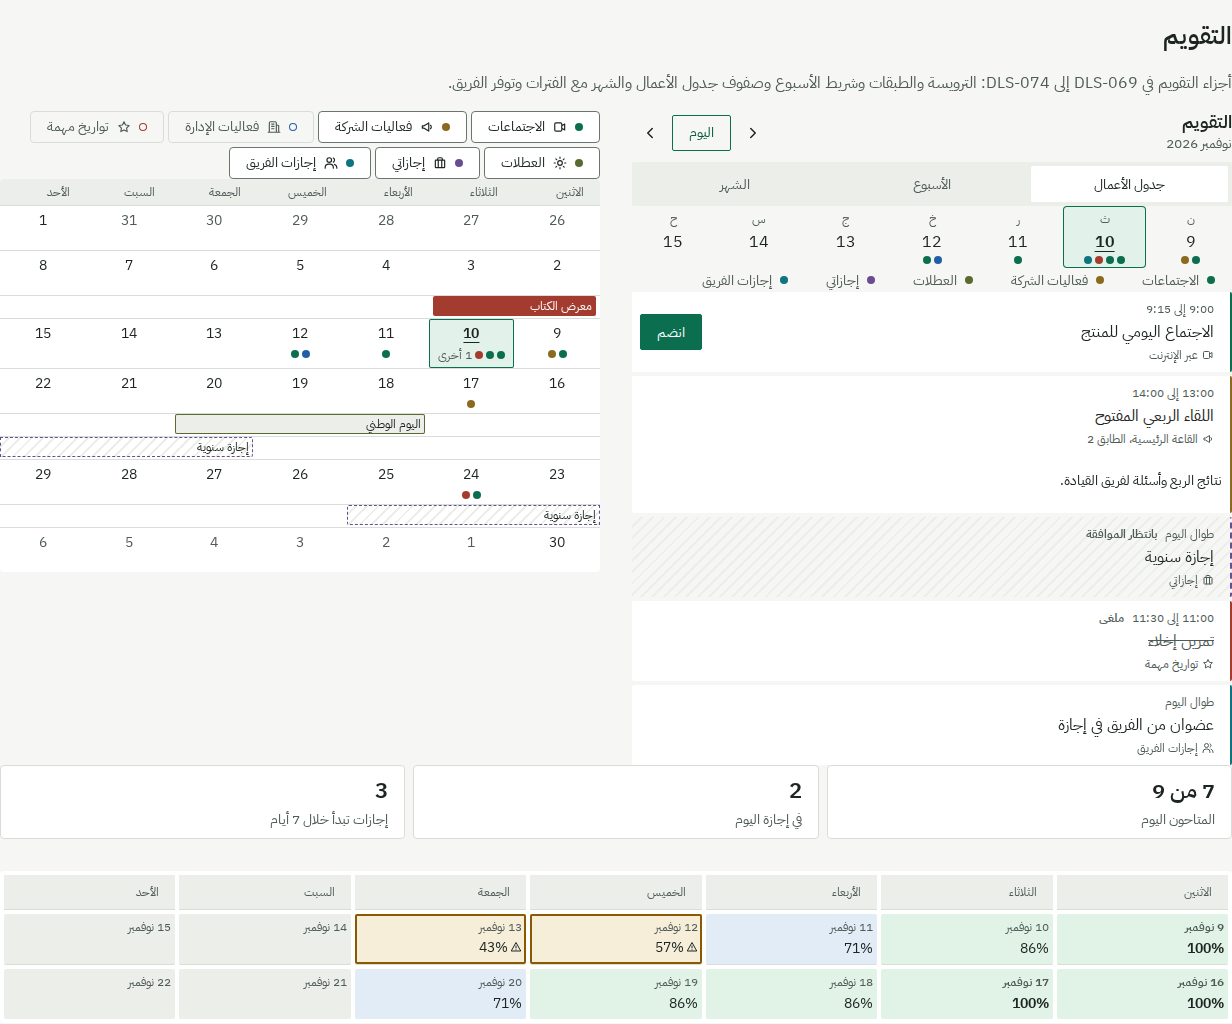 التقويم
أجزاء التقويم في DLS-069 إلى DLS-074: الترويسة والطبقات وشريط الأسبوع وصفوف جدول الأعمال والشهر مع الفترات وتوفر الفريق.
التقويم
نوفمبر 2026
اليوم
جدول الأعمال الأسبوع الشهر
ن ث ر خ ج س ح
9 10 11 12 13 14 15
الاجتماعات فعاليات الشركة العطلات إجازاتي إجازات الفريق
9:00 إلى 9:15
الاجتماع اليومي للمنتج
عبر الإنترنت
انضم
13:00 إلى 14:00
اللقاء الربعي المفتوح
القاعة الرئيسية، الطابق 2
نتائج الربع وأسئلة لفريق القيادة.
طوال اليوم بانتظار الموافقة
إجازة سنوية
إجازاتي
11:00 إلى 11:30 ملغى
تمرين إخلاء
تواريخ مهمة
طوال اليوم
عضوان من الفريق في إجازة
إجازات الفريق
الاجتماعات فعاليات الشركة فعاليات الإدارة تواريخ مهمة
العطلات إجازاتي إجازات الفريق
الاثنين الثلاثاء الأربعاء الخميس الجمعة السبت الأحد
26 27 28 29 30 31 1
2 3 4 5 6 7 8
معرض الكتاب
9 10 11 12 13 14 15
1 أخرى
16 17 18 19 20 21 22
اليوم الوطني
إجازة سنوية
23 24 25 26 27 28 29
إجازة سنوية
30 1 2 3 4 5 6
7 من 9
المتاحون اليوم
2
في إجازة اليوم
3
إجازات تبدأ خلال 7 أيام
الاثنين الثلاثاء الأربعاء الخميس الجمعة السبت الأحد
9 نوفمبر 10 نوفمبر 11 نوفمبر 12 نوفمبر 13 نوفمبر 14 نوفمبر 15 نوفمبر
100% 86% 71% 57% 43%
16 نوفمبر 17 نوفمبر 18 نوفمبر 19 نوفمبر 20 نوفمبر 21 نوفمبر 22 نوفمبر
100% 100% 86% 86% 71%